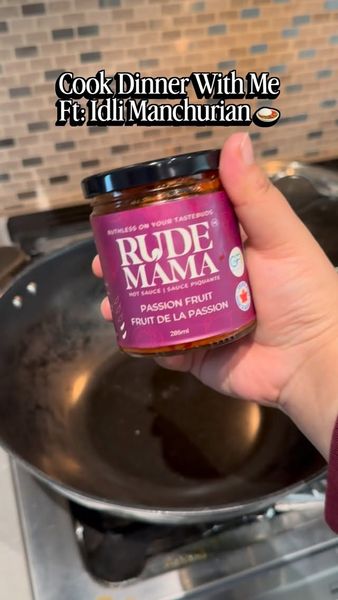 Cook Dinner With Me
Ft: Idli Manchurian
RUTHLESS ON YOUR TASTEBUDS
RUDE
MAMA
HOT SAUCE | SAUCE PIQUANTE
PASSION FRUIT
FRUIT DE LA PASSION
286ml